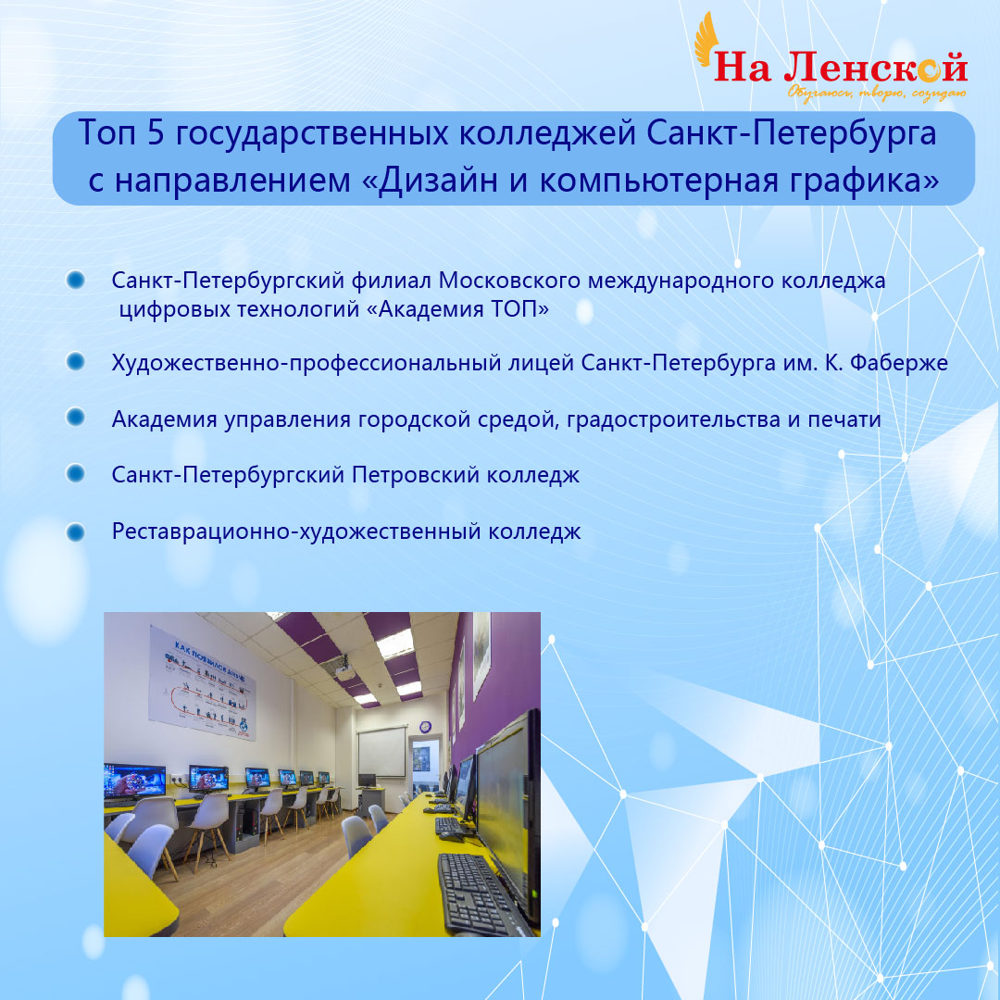 На Ленской
Обучаюсь, творю, созидаю
Топ 5 государственных колледжей Санкт-Петербурга
с направлением «Дизайн и компьютерная графика»
Санкт-Петербургский филиал Московского международного колледжа
цифровых технологий «Академия ТОП»
Художественно-профессиональный лицей Санкт-Петербурга им. К. Фаберже
Академия управления городской средой, градостроительства и печати
Санкт-Петербургский Петровский колледж
Реставрационно-художественный колледж
КАК ПОЯВИЛСЯ